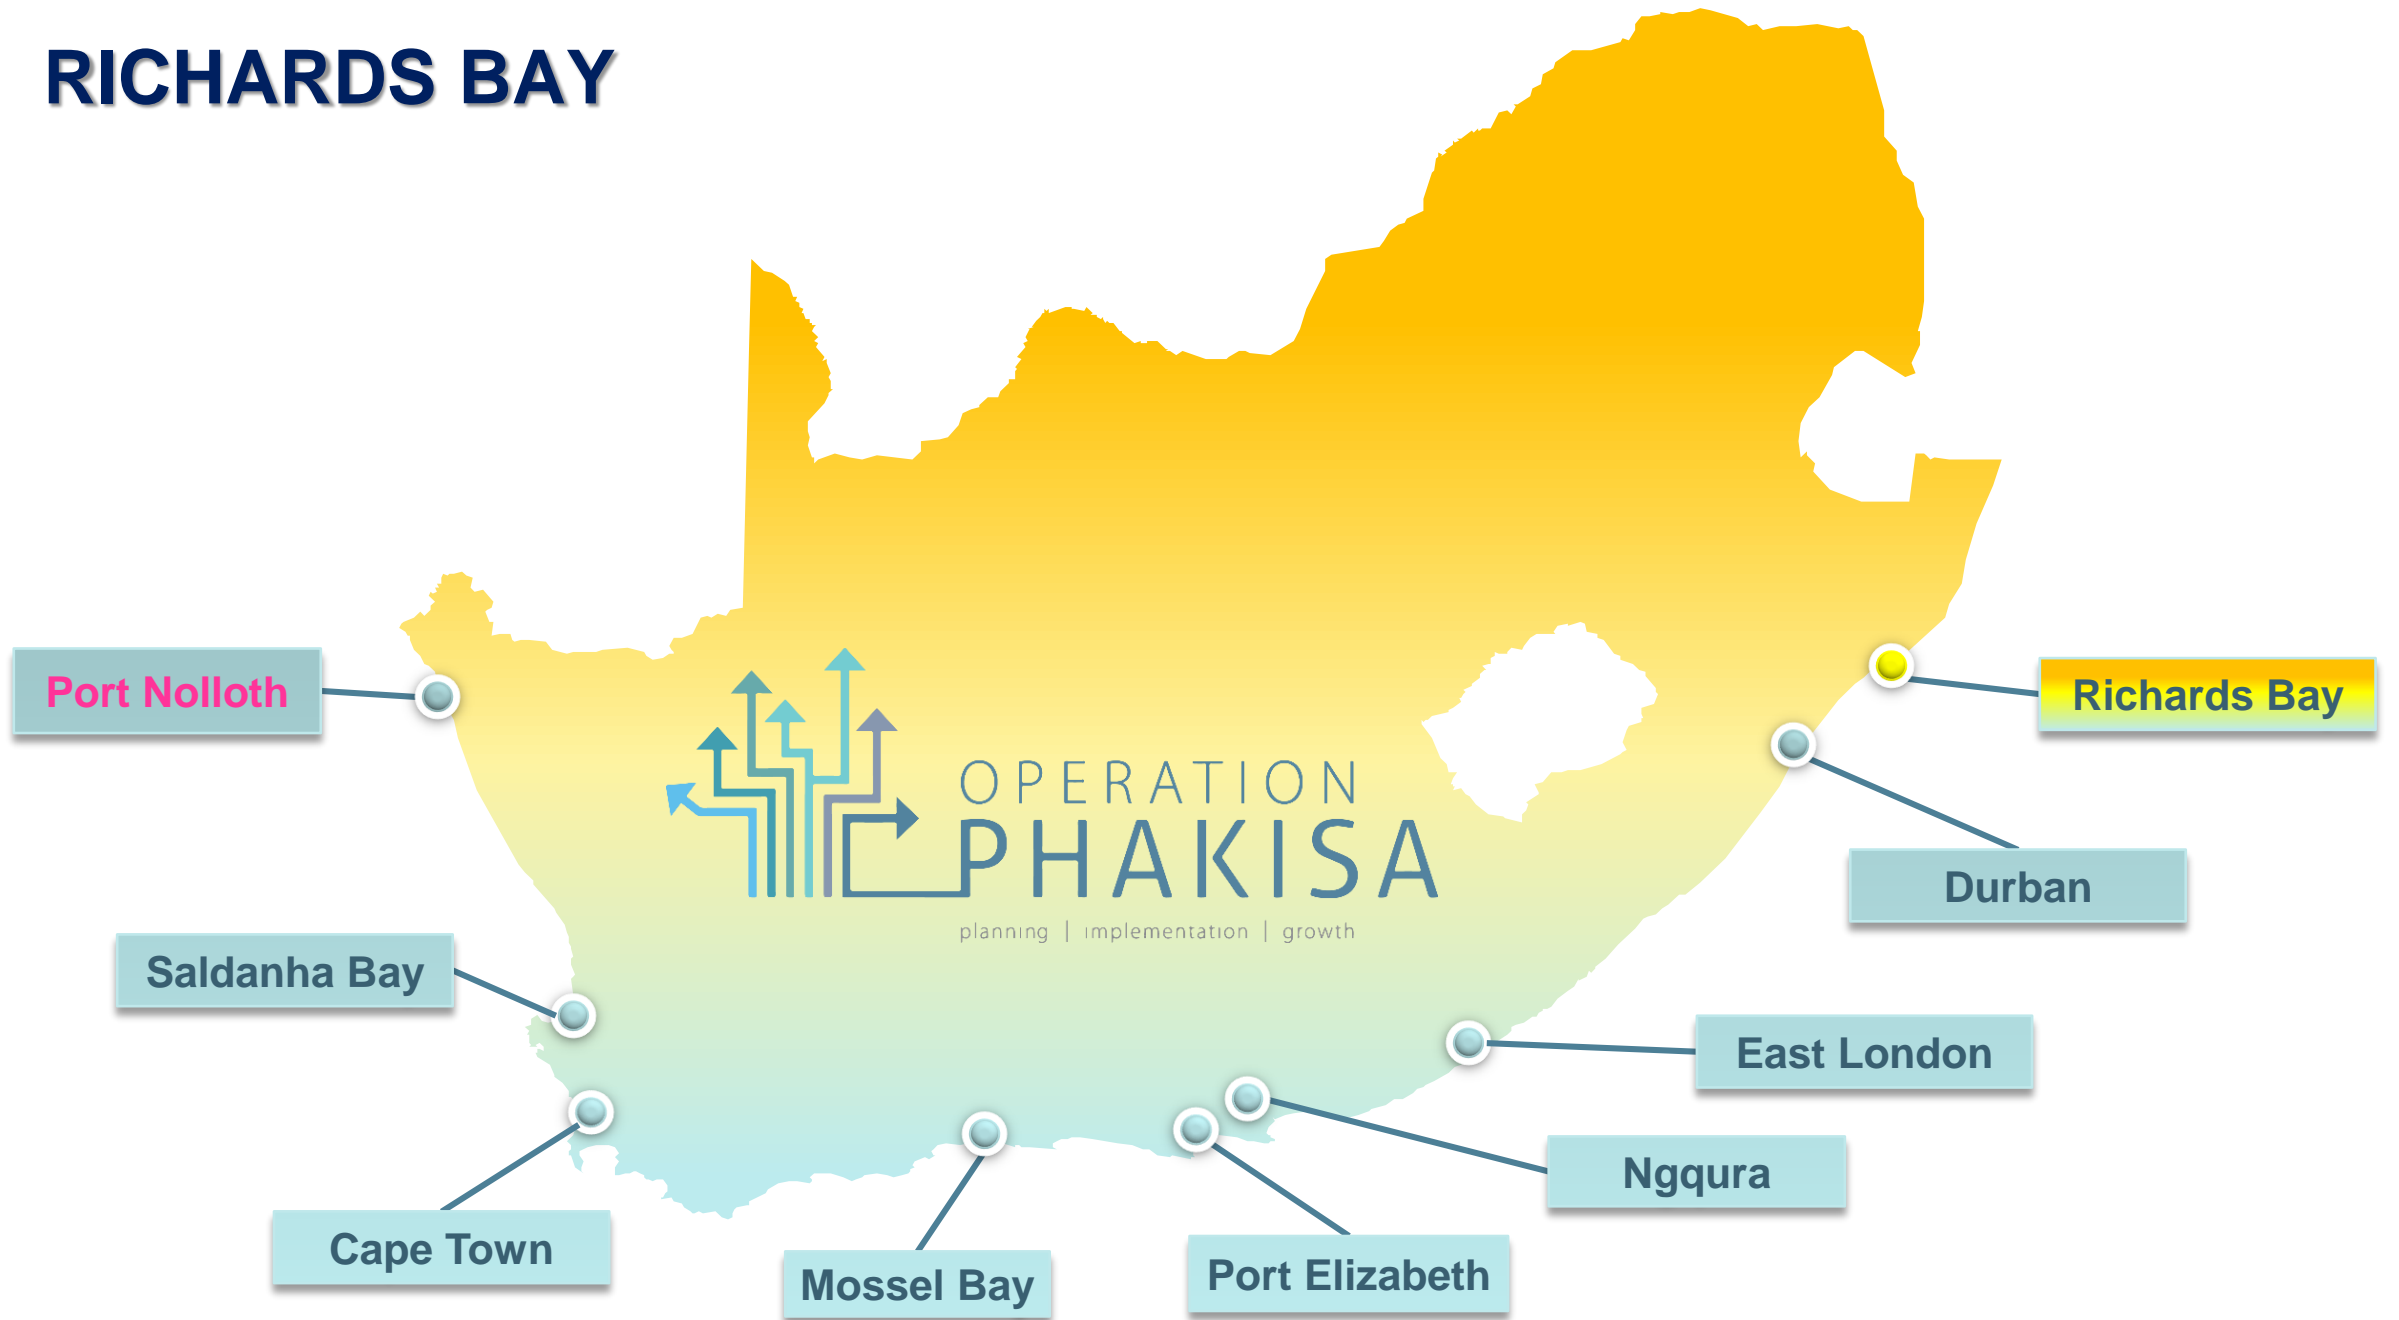 RICHARDS BAY
Port Nolloth
Richards Bay
OPERATION
PHAKISA
planning | implementation | growth
Durban
Saldanha Bay
East London
Ngqura
Cape Town
Mossel Bay
Port Elizabeth